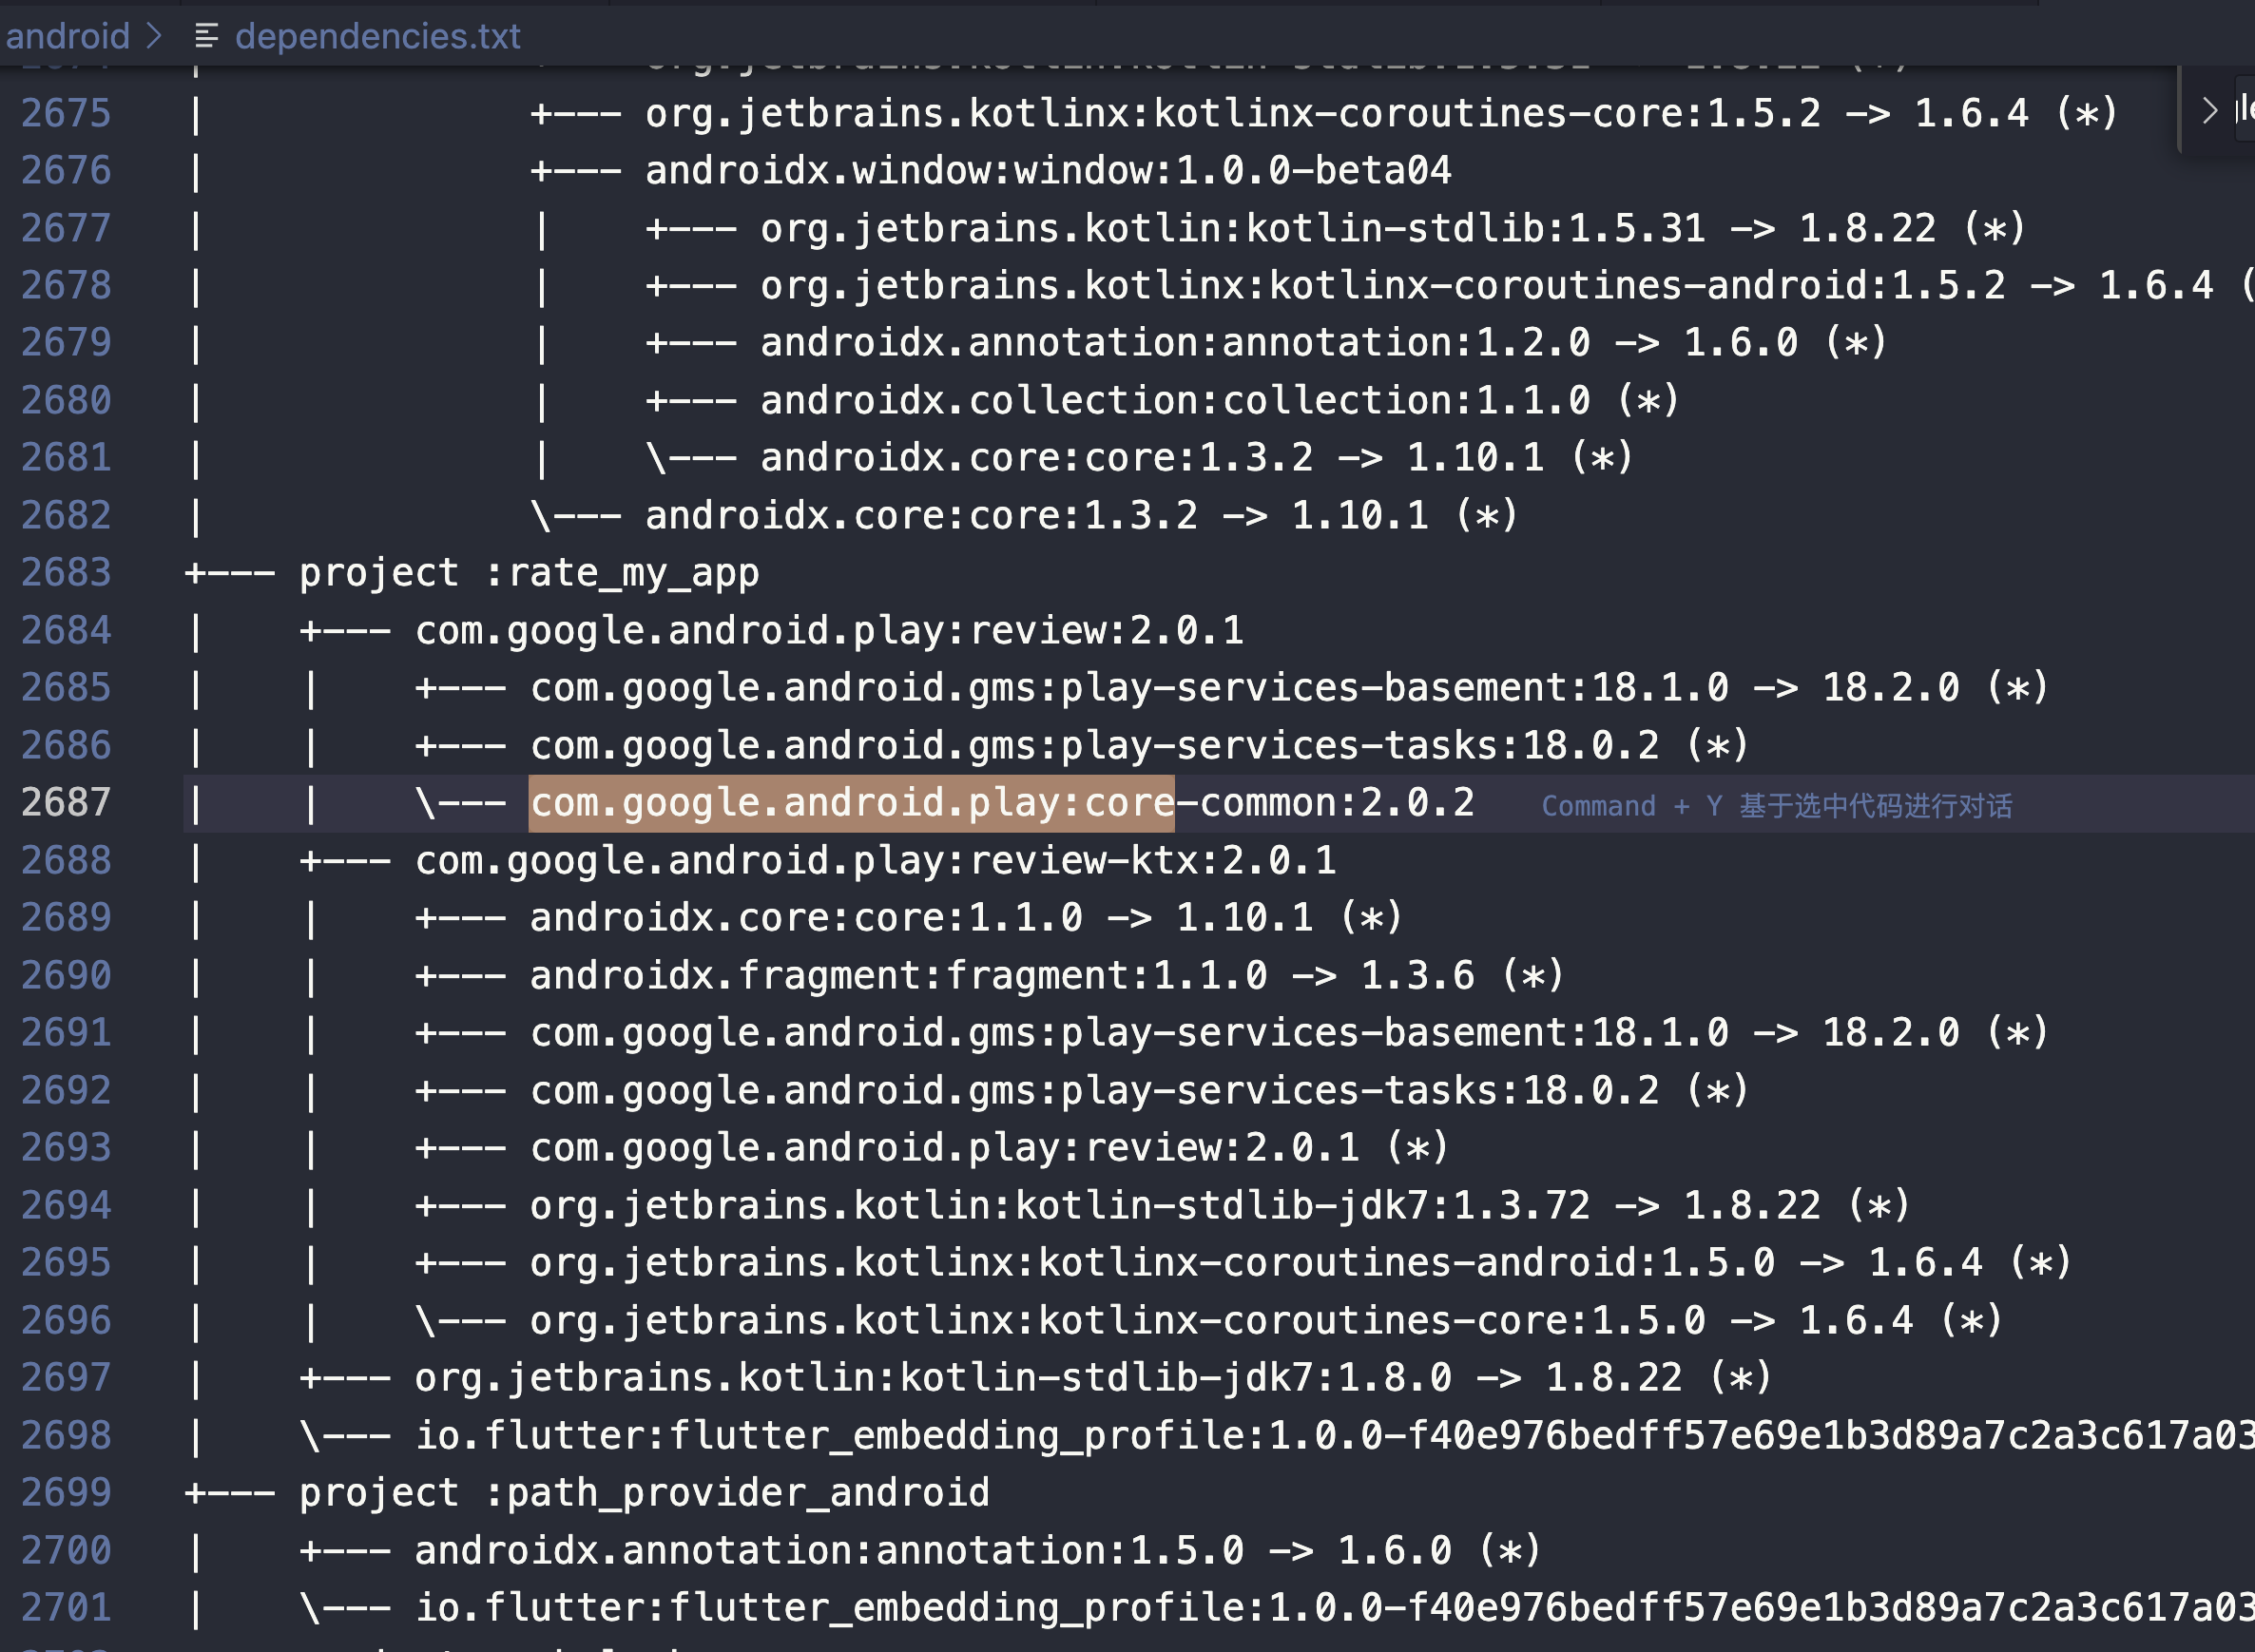 android > dependencies.txt
2675 | +--- org.jetbrains.kotlinx:kotlinx-coroutines-core:1.5.2 -> 1.6.4 (*)
2676 | +--- androidx.window:window:1.0.0-beta04
2677 | | +--- org.jetbrains.kotlin:kotlin-stdlib:1.5.31 -> 1.8.22 (*)
2678 | | +--- org.jetbrains.kotlinx:kotlinx-coroutines-android:1.5.2 -> 1.6.4 (
2679 | | +--- androidx.annotation:annotation:1.2.0 -> 1.6.0 (*)
2680 | | +--- androidx.collection:collection:1.1.0 (*)
2681 | | \--- androidx.core:core:1.3.2 -> 1.10.1 (*)
2682 | \--- androidx.core:core:1.3.2 -> 1.10.1 (*)
2683 +--- project :rate_my_app
2684 | +--- com.google.android.play:review:2.0.1
2685 | | +--- com.google.android.gms:play-services-basement:18.1.0 -> 18.2.0 (*)
2686 | | +--- com.google.android.gms:play-services-tasks:18.0.2 (*)
2687 | | \--- com.google.android.play:core-common:2.0.2 Command + Y 基于选中代码进行对话
2688 | +--- com.google.android.play:review-ktx:2.0.1
2689 | | +--- androidx.core:core:1.1.0 -> 1.10.1 (*)
2690 | | +--- androidx.fragment:fragment:1.1.0 -> 1.3.6 (*)
2691 | | +--- com.google.android.gms:play-services-basement:18.1.0 -> 18.2.0 (*)
2692 | | +--- com.google.android.gms:play-services-tasks:18.0.2 (*)
2693 | | +--- com.google.android.play:review:2.0.1 (*)
2694 | | +--- org.jetbrains.kotlin:kotlin-stdlib-jdk7:1.3.72 -> 1.8.22 (*)
2695 | | +--- org.jetbrains.kotlinx:kotlinx-coroutines-android:1.5.0 -> 1.6.4 (*)
2696 | | \--- org.jetbrains.kotlinx:kotlinx-coroutines-core:1.5.0 -> 1.6.4 (*)
2697 | +--- org.jetbrains.kotlin:kotlin-stdlib-jdk7:1.8.0 -> 1.8.22 (*)
2698 | \--- io.flutter:flutter_embedding_profile:1.0.0-f40e976bedff57e69e1b3d89a7c2a3c617a03
2699 +--- project :path_provider_android
2700 | +--- androidx.annotation:annotation:1.5.0 -> 1.6.0 (*)
2701 | \--- io.flutter:flutter_embedding_profile:1.0.0-f40e976bedff57e69e1b3d89a7c2a3c617a03